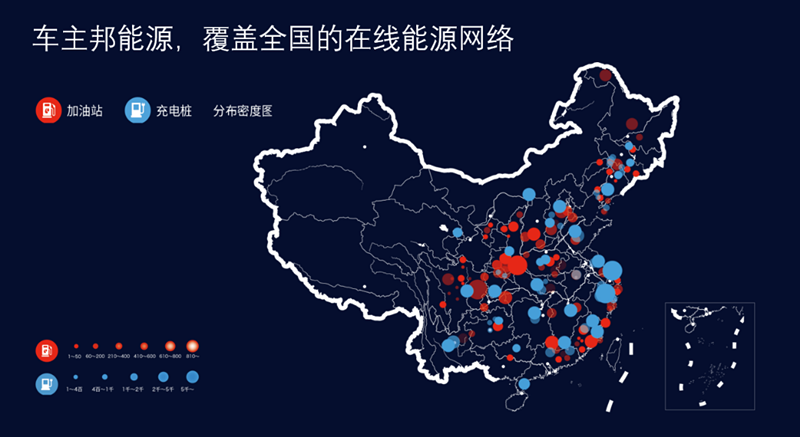 车主邦能源，覆盖全国的在线能源网络
加油站 充电桩 分布密度图
1～50 60～200 210～400 410～600 610～800 810～
1～4百 4百～1千 1千～2千 2千～5千 5千～